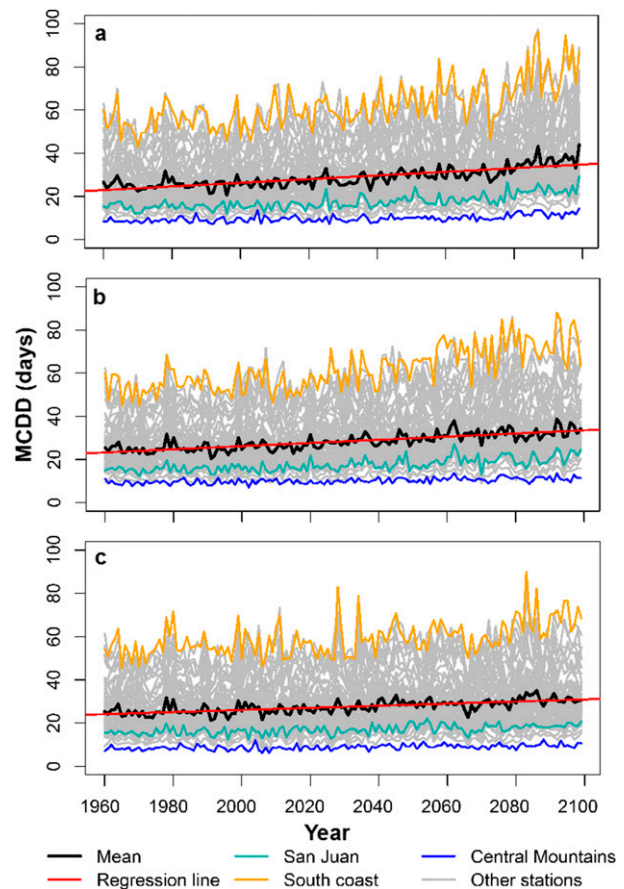 a
100
80
60
40
20
0
b
100
80
60
40
20
0
MCDD (days)
c
100
80
60
40
20
0
1960 1980 2000 2020 2040 2060 2080 2100
Year
Mean San Juan Central Mountains
Regression line South coast Other stations